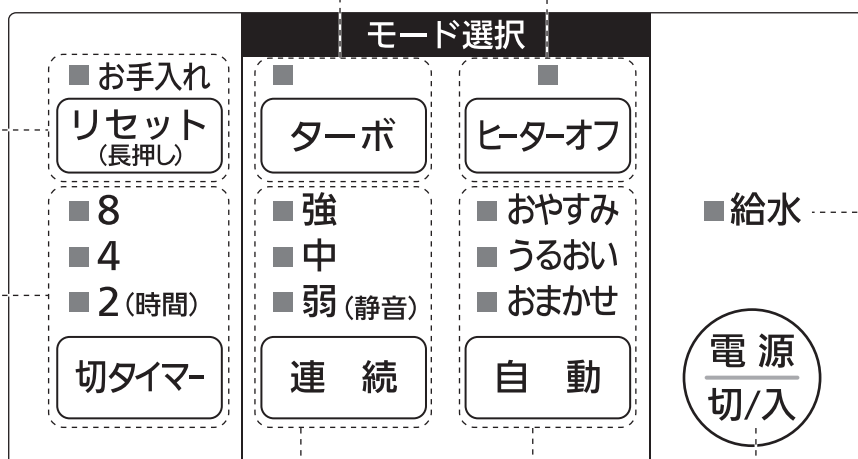 モード選択
お手入れ
リセット
(長押し)
ターボ
ヒーターオフ
8
4
2(時間)
切タイマー
強
中
弱(静音)
連 続
おやすみ
うるおい
おまかせ
自 動
給水
電源
切/入